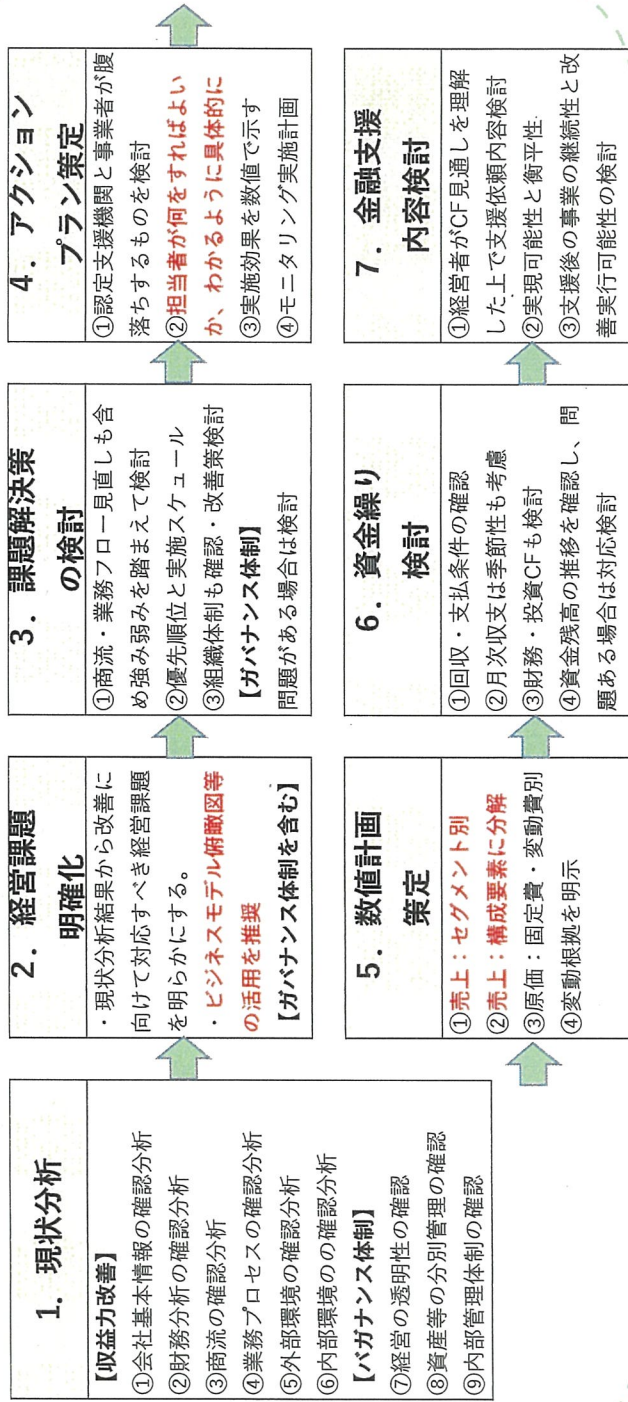 1．現状分析
【収益力改善】
①会社基本情報の確認分析
②財務分析の確認分析
③商流の確認分析
④業務プロセスの確認分析
⑤外部環境の確認分析
⑥内部環境のの確認分析
【バガナンス体制】
⑦経営の透明性の確認
⑧資産等の分別管理の確認
⑨内部管理体制の確認
2．経営課題
明確化
・現状分析結果から改善に
向けて対応すべき経営課題
を明らかにする。
・ビジネスモデル俯瞰図等
の活用を推奨
【ガバナンス体制を含む】
3．課題解決策
の検討
①商流・業務フロー見直しも含
め強み弱みを踏まえて検討
②優先順位と実施スケュール
③組織体制も確認・改善策検討
【ガバナンス体制】
問題がある場合は検討
4．アクション
プラン策定
①認定支援機関と事業者が腹
落ちするものを検討
②担当者が何をすればよい
か、わかるように具体的に
③実施効果を数値で示す
④モニタリング実施計画
5．数値計画
策定
①売上：セグメント別
②売上：構成要素に分解
③原価：固定費・変動費別
④変動根拠を明示
6．資金繰り
検討
①回収・支払条件の確認
②月次収支は季節性も考慮
③財務・投資CFも検討
④資金残高の推移を確認し、問
題ある場合は対応検討
7．金融支援
内容検討
①経営者がCF見通しを理解
した上で支援依頼内容検討
②実現可能性と衡平性
③支援後の事業の継続性と改
善実行可能性の検討